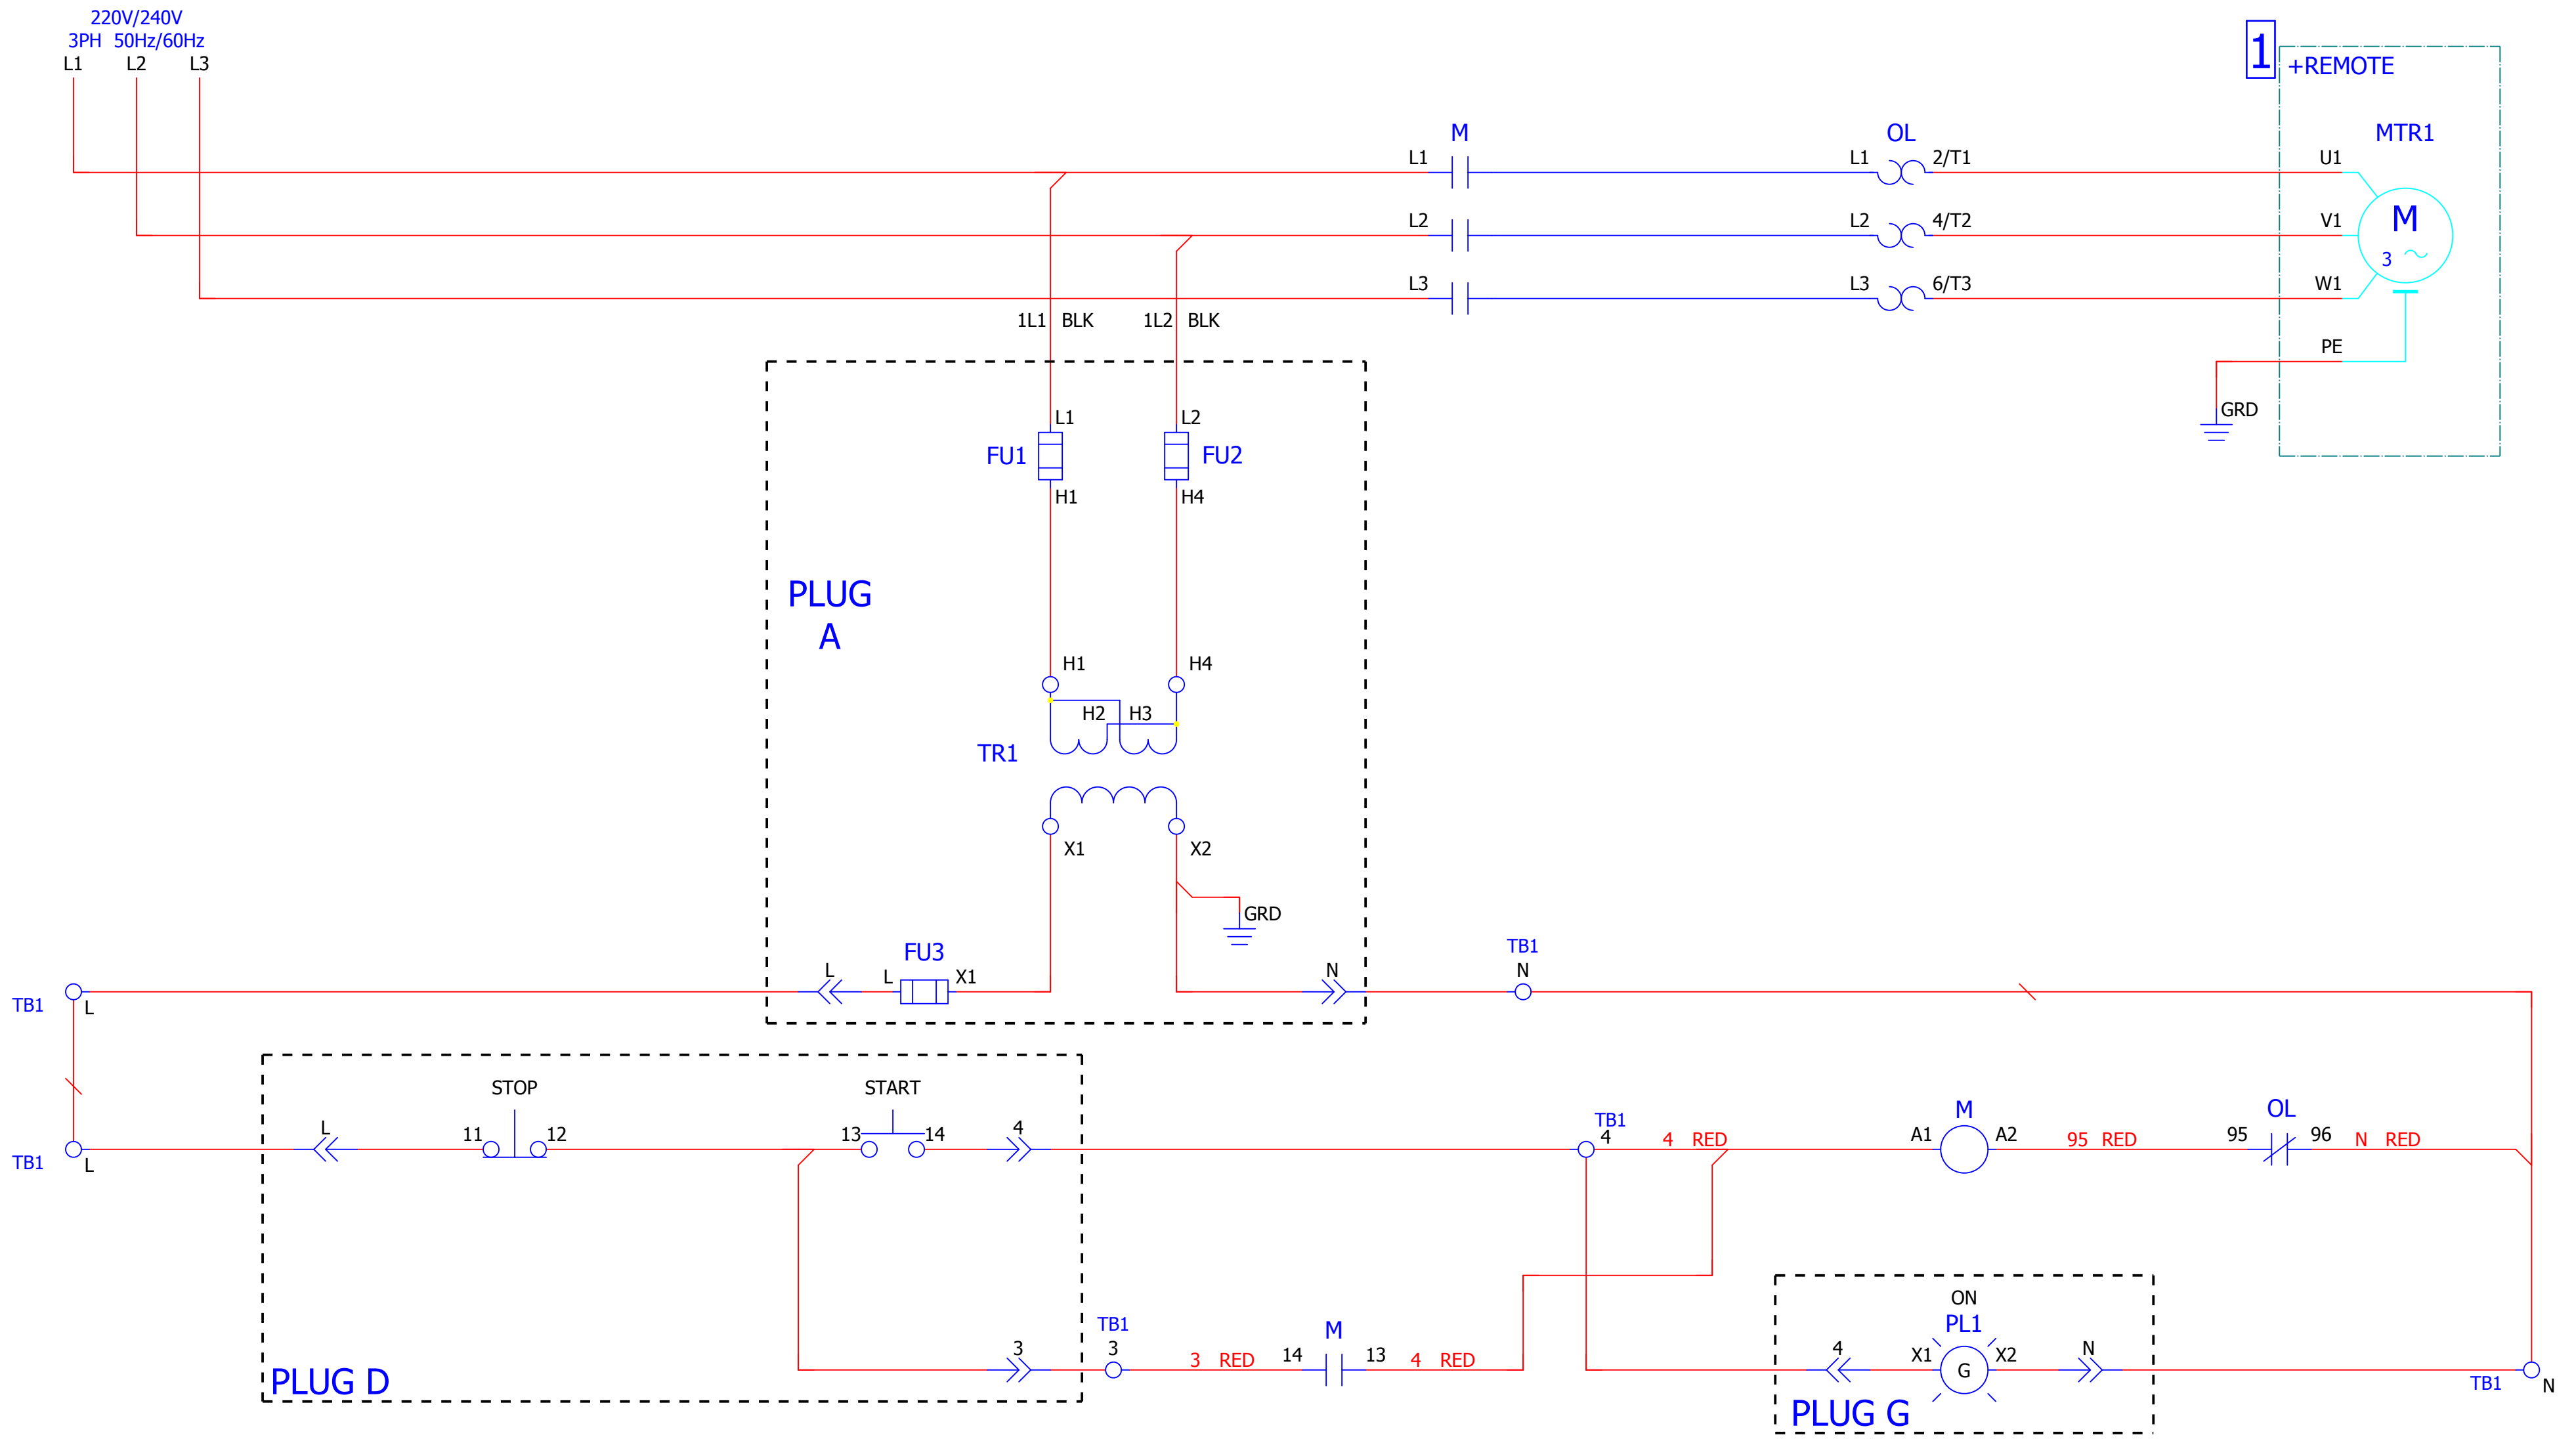 220V/240V
3PH 50Hz/60Hz
L1 L2 L3
1
+REMOTE
M
OL
MTR1
L1
L1
2/T1
U1
L2
L2
4/T2
V1
M
3
L3
L3
6/T3
W1
1L1 BLK
1L2 BLK
PE
GRD
L1
L2
FU1
FU2
H1
H4
PLUG
A
H1
H4
H2 H3
TR1
X1
X2
GRD
FU3
L
L
X1
N
TB1
N
TB1
L
STOP
START
L
11
12
13
14
4
TB1
4
4 RED
M
A1
A2
95 RED
OL
95
96
N RED
TB1
L
3
TB1
3
3 RED
M
14
13
4 RED
ON
PL1
4
X1
G
X2
N
TB1
N
PLUG D
PLUG G